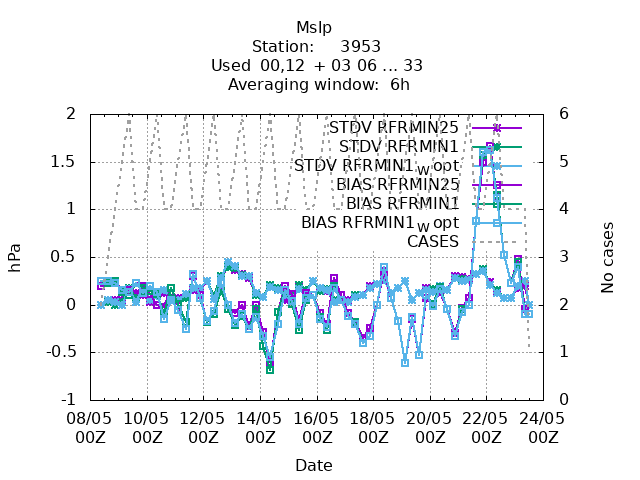 Mslp
Station: 3953
Used 00,12 + 03 06 ... 33
Averaging window: 6h
2 6
STDV RFRMIN25
STDV RFRMIN1
1.5 5
STDV RFRMIN1_w opt
BIAS RFRMIN25
BIAS RFRMIN1
1 4
BIAS RFRMIN1_w opt
CASES
0.5 3
hPa
No cases
0 2
-0.5 1
-1 0
08/05 10/05 12/05 14/05 16/05 18/05 20/05 22/05 24/05
00Z 00Z 00Z 00Z 00Z 00Z 00Z 00Z 00Z
Date